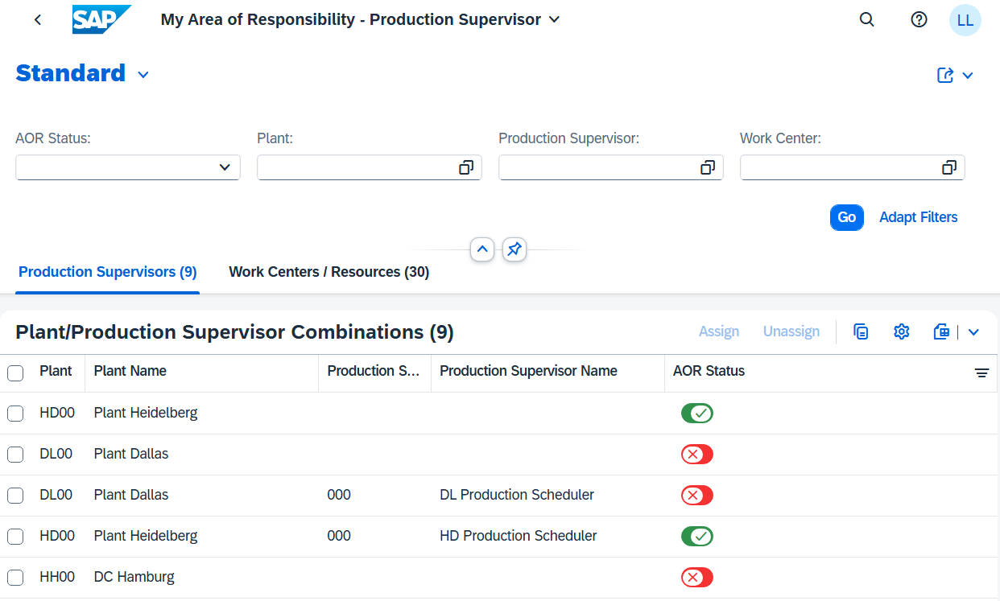 SAP My Area of Responsibility - Production Supervisor LL
Standard
AOR Status: Plant: Production Supervisor: Work Center:
Go Adapt Filters
Production Supervisors (9) Work Centers / Resources (30)
Plant/Production Supervisor Combinations (9) Assign Unassign
Plant Plant Name Production S... Production Supervisor Name AOR Status
HD00 Plant Heidelberg
DL00 Plant Dallas
DL00 Plant Dallas 000 DL Production Scheduler
HD00 Plant Heidelberg 000 HD Production Scheduler
HH00 DC Hamburg